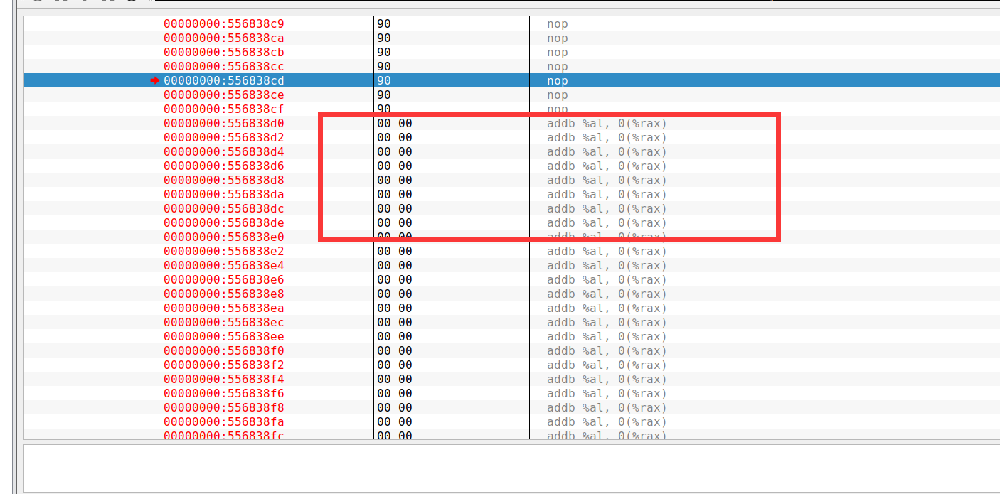 00000000:556838c9 90 nop
00000000:556838ca 90 nop
00000000:556838cb 90 nop
00000000:556838cc 90 nop
00000000:556838cd 90 nop
00000000:556838ce 90 nop
00000000:556838cf 90 nop
00000000:556838d0 00 00 addb %al, 0(%rax)
00000000:556838d2 00 00 addb %al, 0(%rax)
00000000:556838d4 00 00 addb %al, 0(%rax)
00000000:556838d6 00 00 addb %al, 0(%rax)
00000000:556838d8 00 00 addb %al, 0(%rax)
00000000:556838da 00 00 addb %al, 0(%rax)
00000000:556838dc 00 00 addb %al, 0(%rax)
00000000:556838de 00 00 addb %al, 0(%rax)
00000000:556838e0 00 00 addb %al, 0(%rax)
00000000:556838e2 00 00 addb %al, 0(%rax)
00000000:556838e4 00 00 addb %al, 0(%rax)
00000000:556838e6 00 00 addb %al, 0(%rax)
00000000:556838e8 00 00 addb %al, 0(%rax)
00000000:556838ea 00 00 addb %al, 0(%rax)
00000000:556838ec 00 00 addb %al, 0(%rax)
00000000:556838ee 00 00 addb %al, 0(%rax)
00000000:556838f0 00 00 addb %al, 0(%rax)
00000000:556838f2 00 00 addb %al, 0(%rax)
00000000:556838f4 00 00 addb %al, 0(%rax)
00000000:556838f6 00 00 addb %al, 0(%rax)
00000000:556838f8 00 00 addb %al, 0(%rax)
00000000:556838fa 00 00 addb %al, 0(%rax)
00000000:556838fc 00 00 addb %al, 0(%rax)